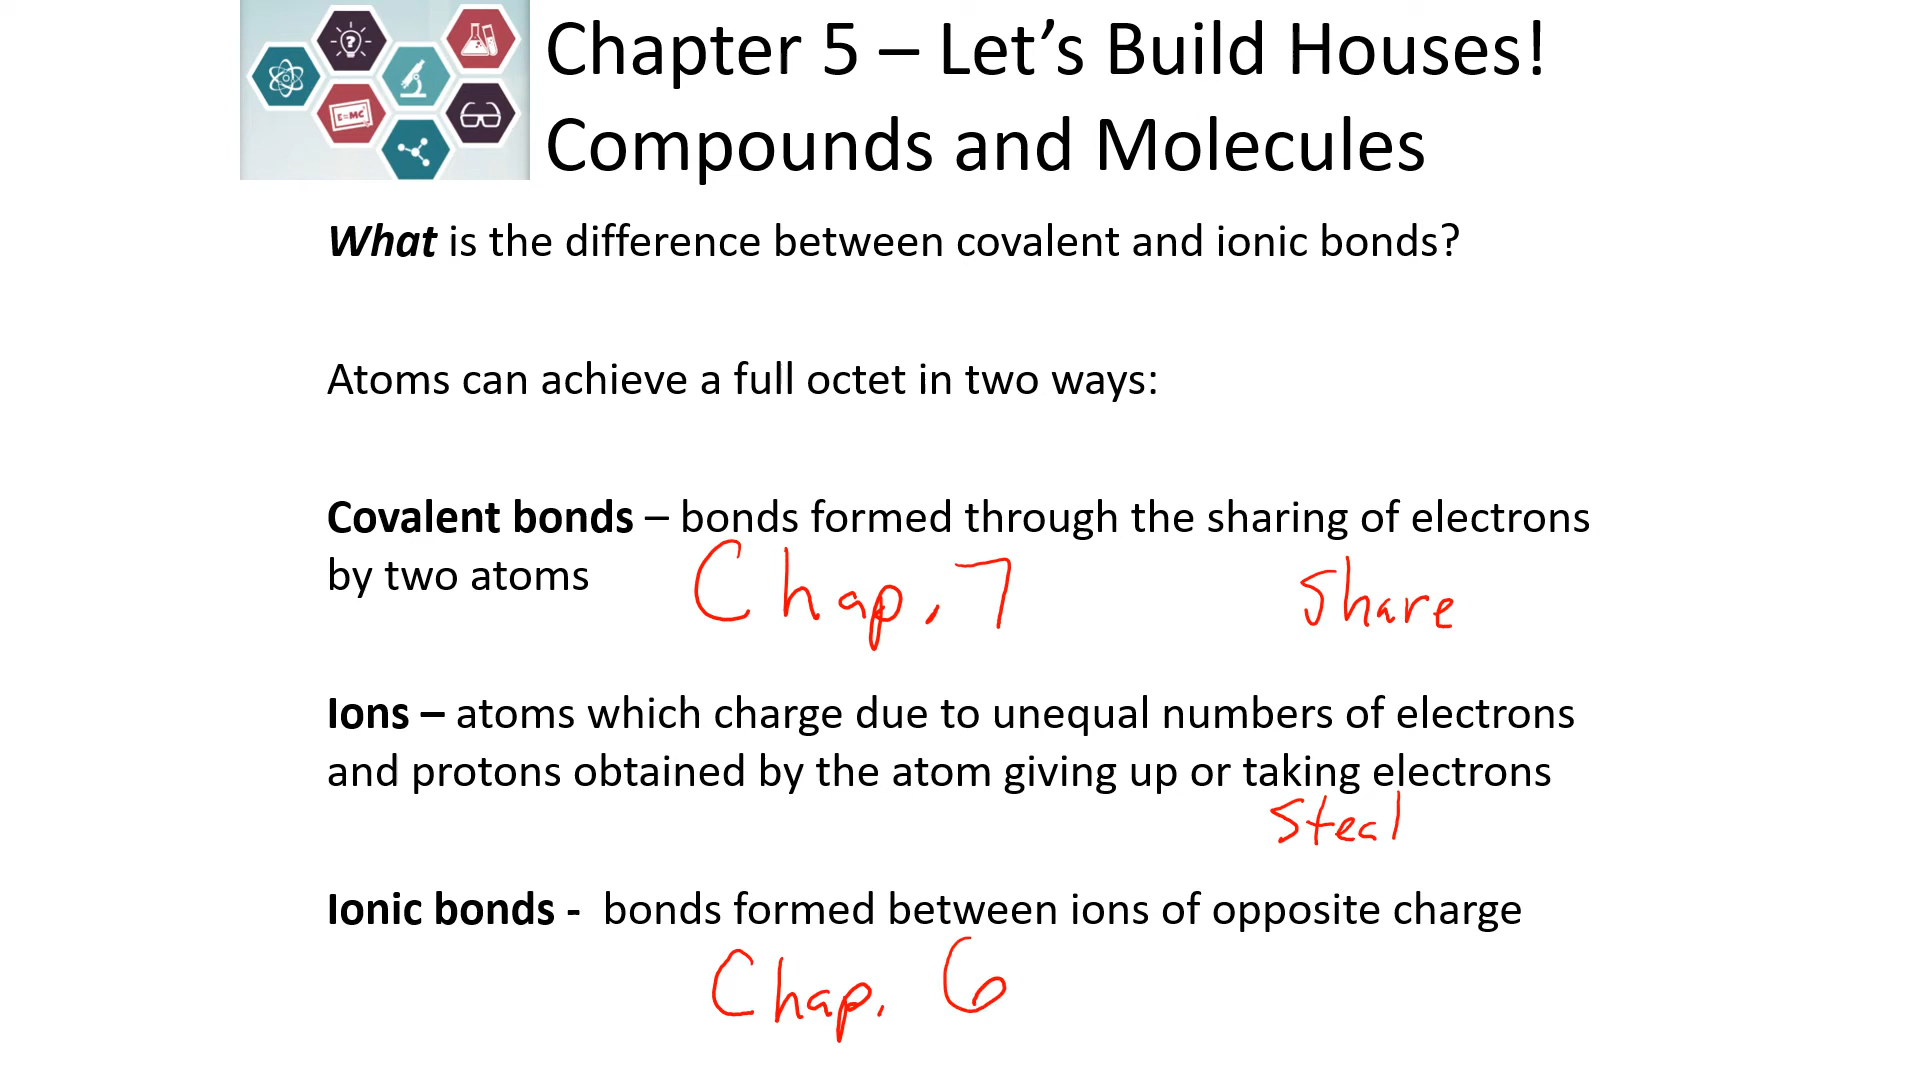 Chapter 5 – Let’s Build Houses!
Compounds and Molecules
E=MC²
What is the difference between covalent and ionic bonds?
Atoms can achieve a full octet in two ways:
Covalent bonds – bonds formed through the sharing of electrons
by two atoms
Chap. 7
Share
Ions – atoms which charge due to unequal numbers of electrons
and protons obtained by the atom giving up or taking electrons
Steal
Ionic bonds - bonds formed between ions of opposite charge
Chap. 6